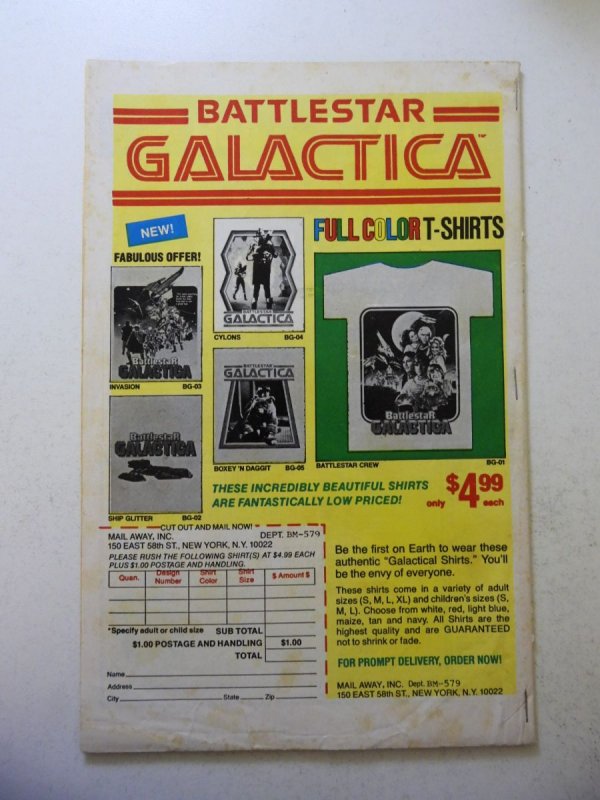 BATTLESTAR
GALACTICA™
NEW!
FABULOUS OFFER!
FULL COLOR T-SHIRTS
Battlestar
GALACTICA
INVASION BG-03
BATTLESTAR
GALACTICA
CYLONS BG-04
Battlestar
GALACTICA
SHIP GLITTER BG-02
BATTLESTAR
GALACTICA
BOXEY 'N DAGGIT BG-05
Battlestar
GALACTICA
BATTLESTAR CREW BG-01
THESE INCREDIBLY BEAUTIFUL SHIRTS
ARE FANTASTICALLY LOW PRICED!
only $4.99 each
CUT OUT AND MAIL NOW!
MAIL AWAY, INC. DEPT. BM-579
150 EAST 58th ST., NEW YORK, N.Y. 10022
PLEASE RUSH THE FOLLOWING SHIRT(S) AT $4.99 EACH
PLUS $1.00 POSTAGE AND HANDLING.
Quan. Design Number Shirt Color Shirt Size $ Amount $
*Specify adult or child size SUB TOTAL
$1.00 POSTAGE AND HANDLING $1.00
TOTAL
Name
Address
City State Zip
Be the first on Earth to wear these
authentic "Galactical Shirts." You'll
be the envy of everyone.
These shirts come in a variety of adult
sizes (S, M, L, XL) and children's sizes (S,
M, L). Choose from white, red, light blue,
maize, tan and navy. All Shirts are the
highest quality and are GUARANTEED
not to shrink or fade.
FOR PROMPT DELIVERY, ORDER NOW!
MAIL AWAY, INC. Dept. BM-579
150 EAST 58th ST., NEW YORK, N.Y. 10022